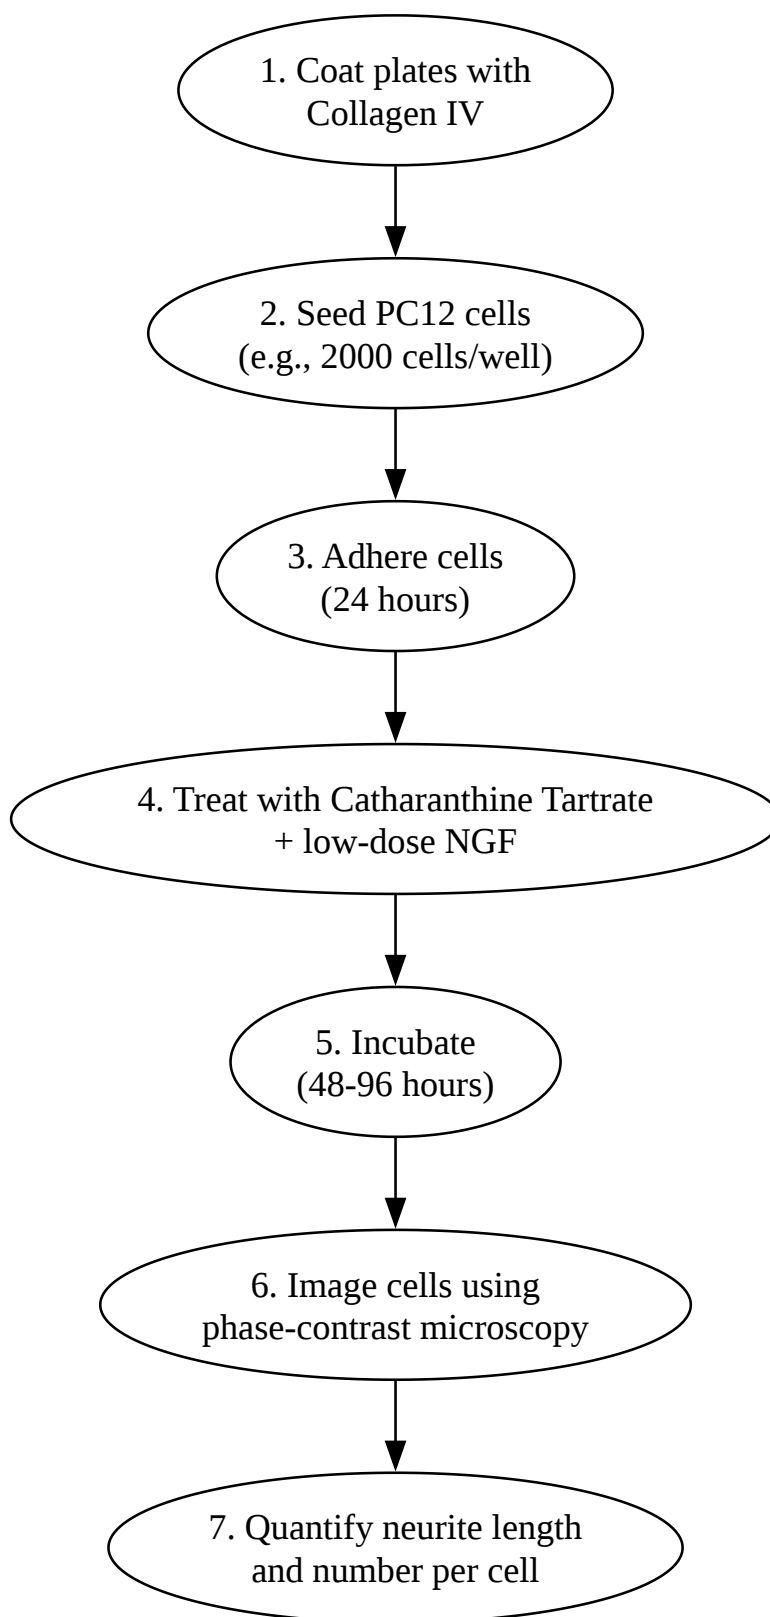 1. Coat plates with
Collagen IV
2. Seed PC12 cells
(e.g., 2000 cells/well)
3. Adhere cells
(24 hours)
4. Treat with Catharanthine Tartrate
+ low-dose NGF
5. Incubate
(48-96 hours)
6. Image cells using
phase-contrast microscopy
7. Quantify neurite length
and number per cell